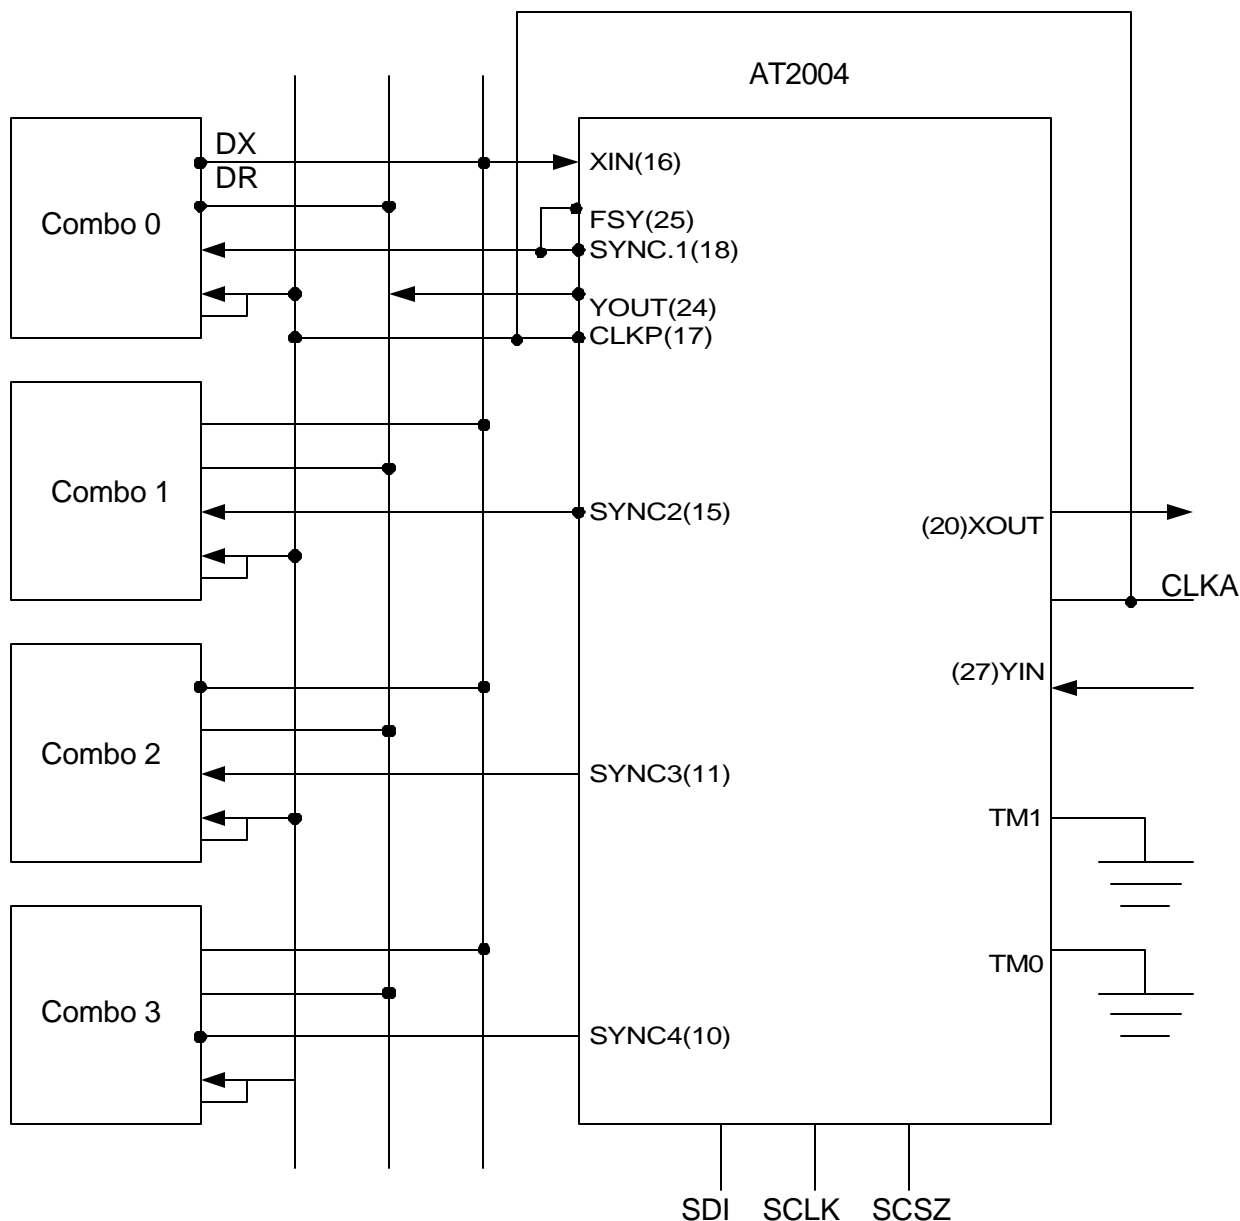 AT2004
DX
DR
Combo 0
XIN(16)
FSY(25)
SYNC.1(18)
YOUT(24)
CLKP(17)
Combo 1
SYNC2(15)
(20)XOUT
CLKA
(27)YIN
Combo 2
SYNC3(11)
TM1
TM0
Combo 3
SYNC4(10)
SDI SCLK SCSZ